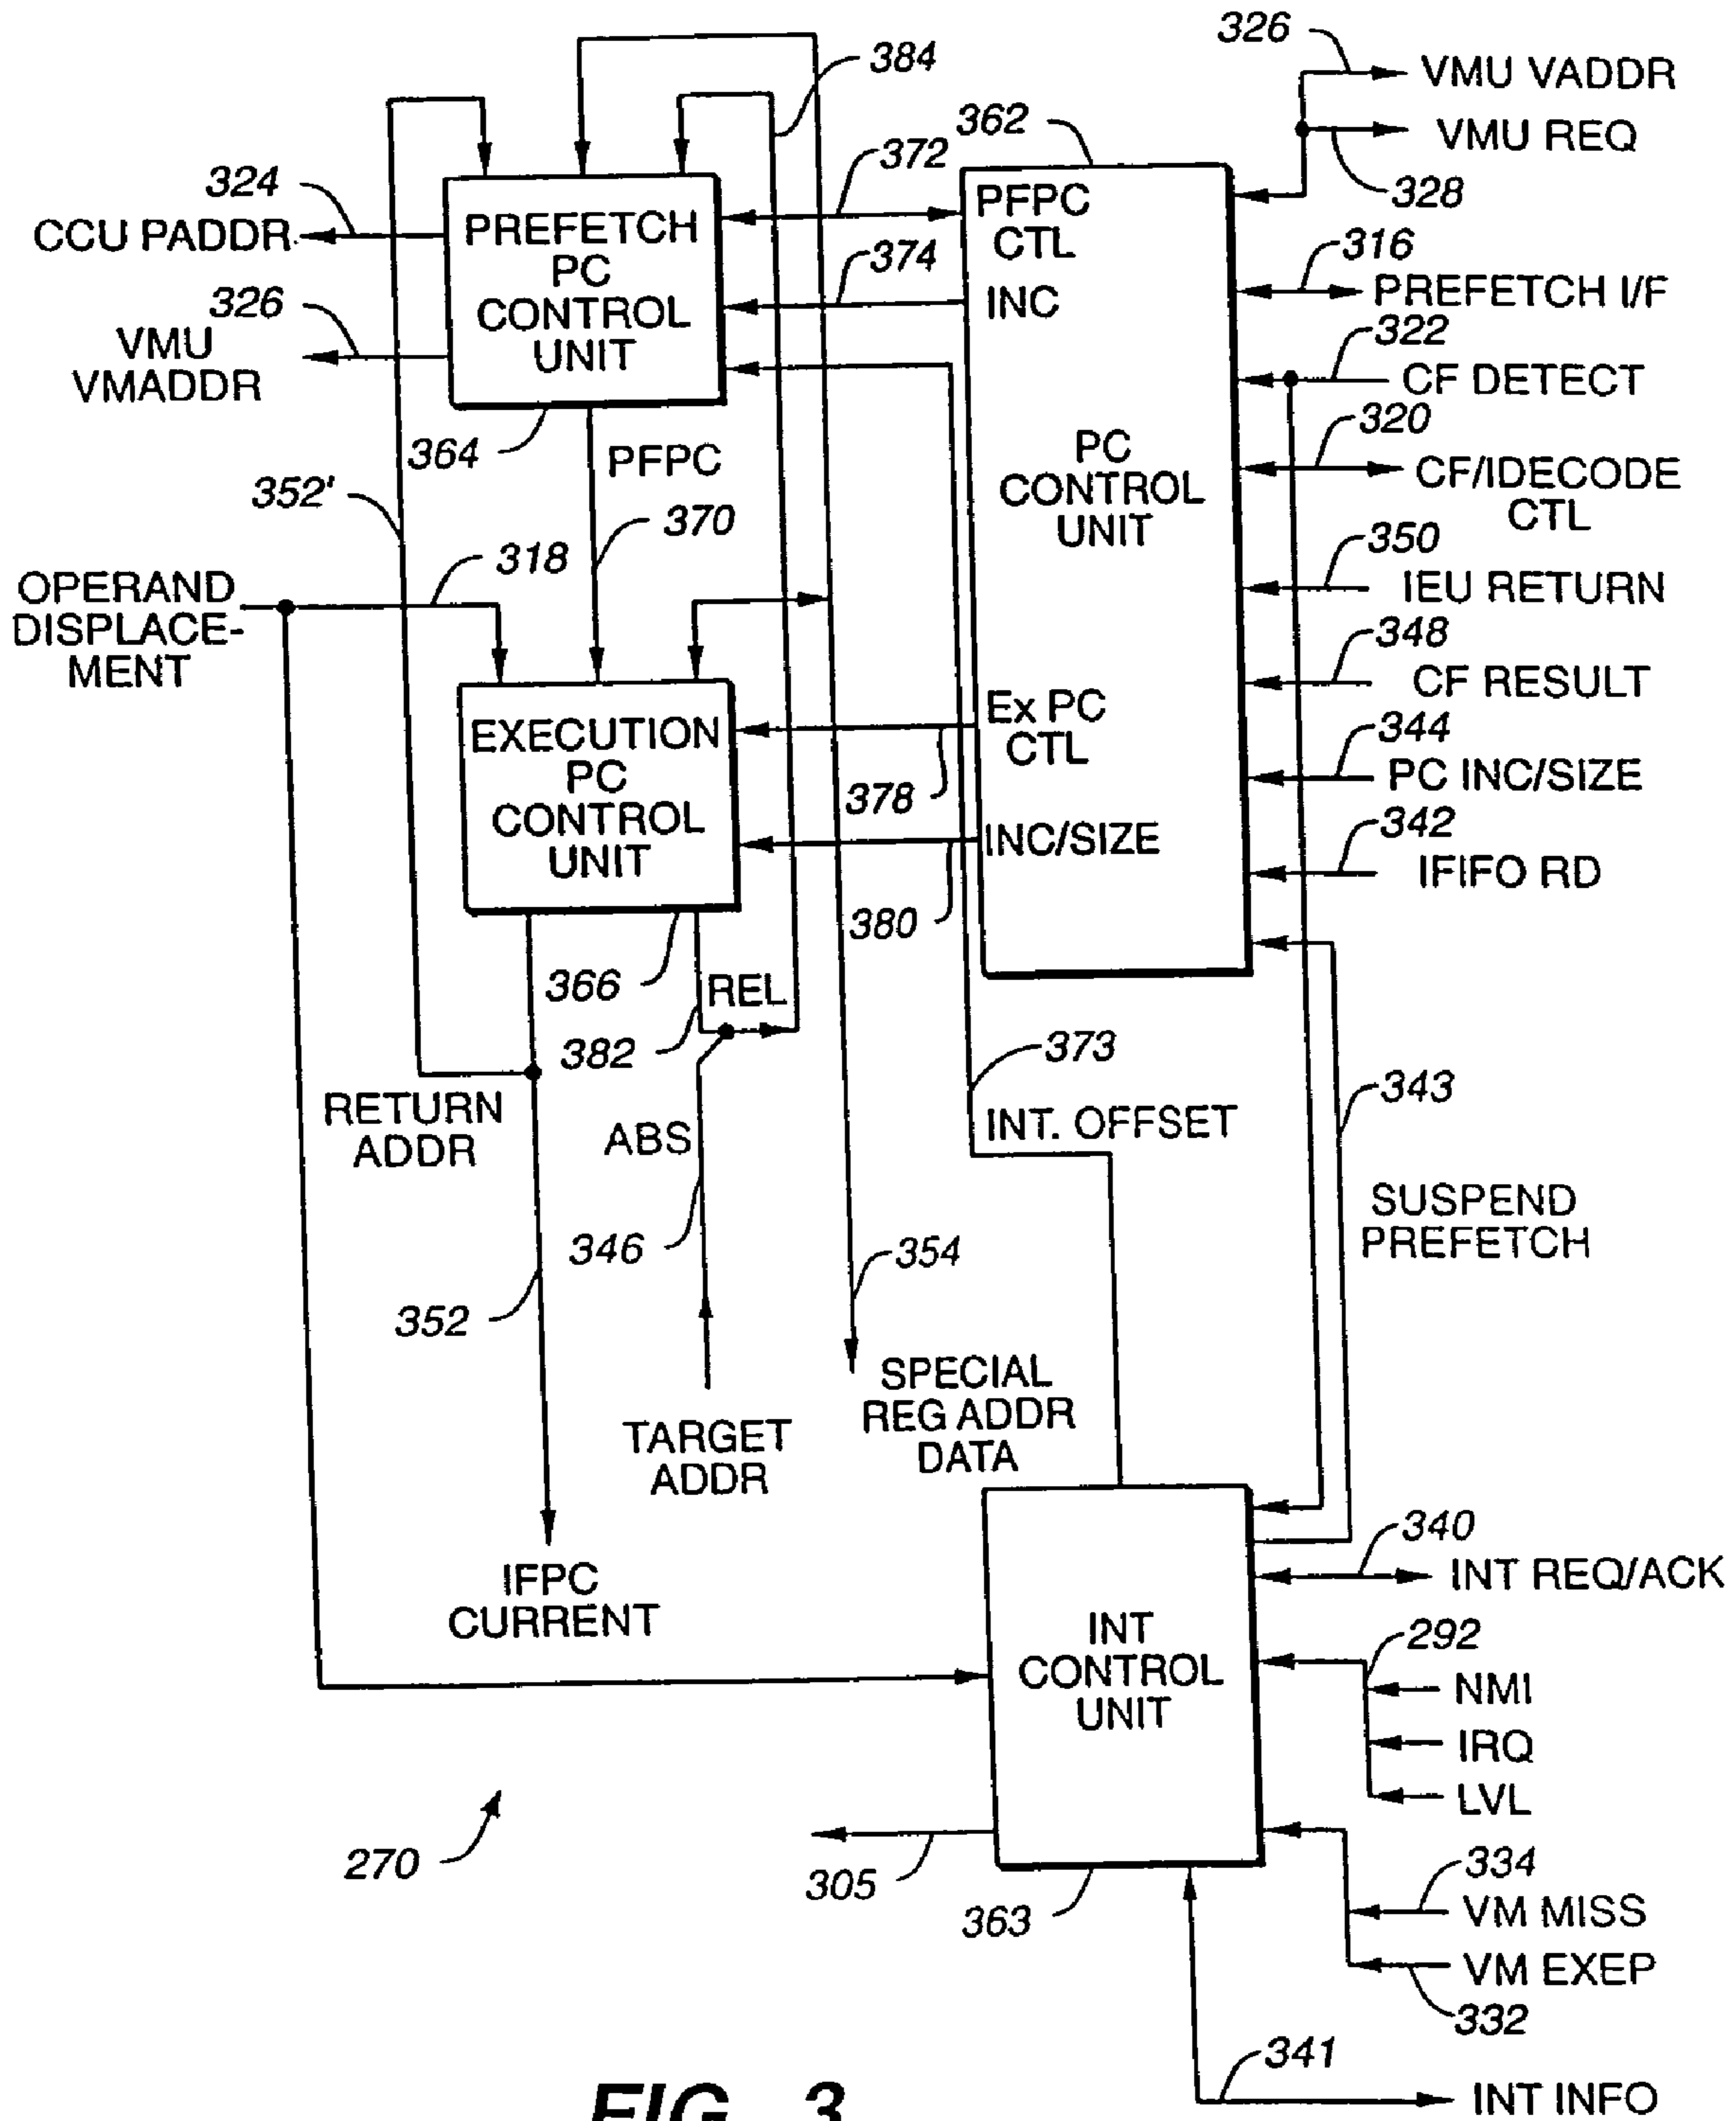 326
VMU VADDR
384
362
VMU REQ
372
328
324
PFPC
CTL
PREFETCH
PC
CONTROL
UNIT
CCU PADDR
316
374
PREFETCH I/F
326
INC
322
VMU
VMADDR
CF DETECT
320
364
PFPC
PC
CONTROL
UNIT
CF/IDECODE
CTL
352'
370
350
318
OPERAND
DISPLACE-
MENT
IEU RETURN
348
CF RESULT
Ex PC
CTL
EXECUTION
PC
CONTROL
UNIT
344
PC INC/SIZE
378
342
INC/SIZE
IFIFO RD
380
366
REL
382
373
343
RETURN
ADDR
ABS
INT. OFFSET
SUSPEND
PREFETCH
346
354
352
SPECIAL
REG ADDR
DATA
TARGET
ADDR
340
INT REQ/ACK
IFPC
CURRENT
INT
CONTROL
UNIT
292
NMI
IRQ
LVL
270
305
334
363
VM MISS
VM EXEP
332
341
INT INFO
FIG. 3